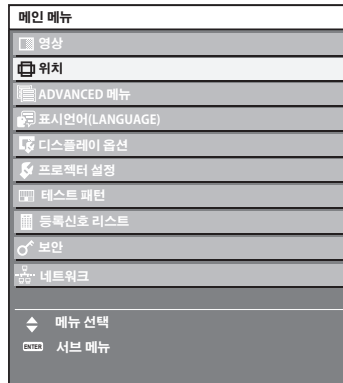 메인 메뉴
영상
위치
ADVANCED 메뉴
표시언어(LANGUAGE)
디스플레이 옵션
프로젝터 설정
테스트 패턴
등록신호 리스트
보안
네트워크
메뉴 선택
ENTER 서브 메뉴